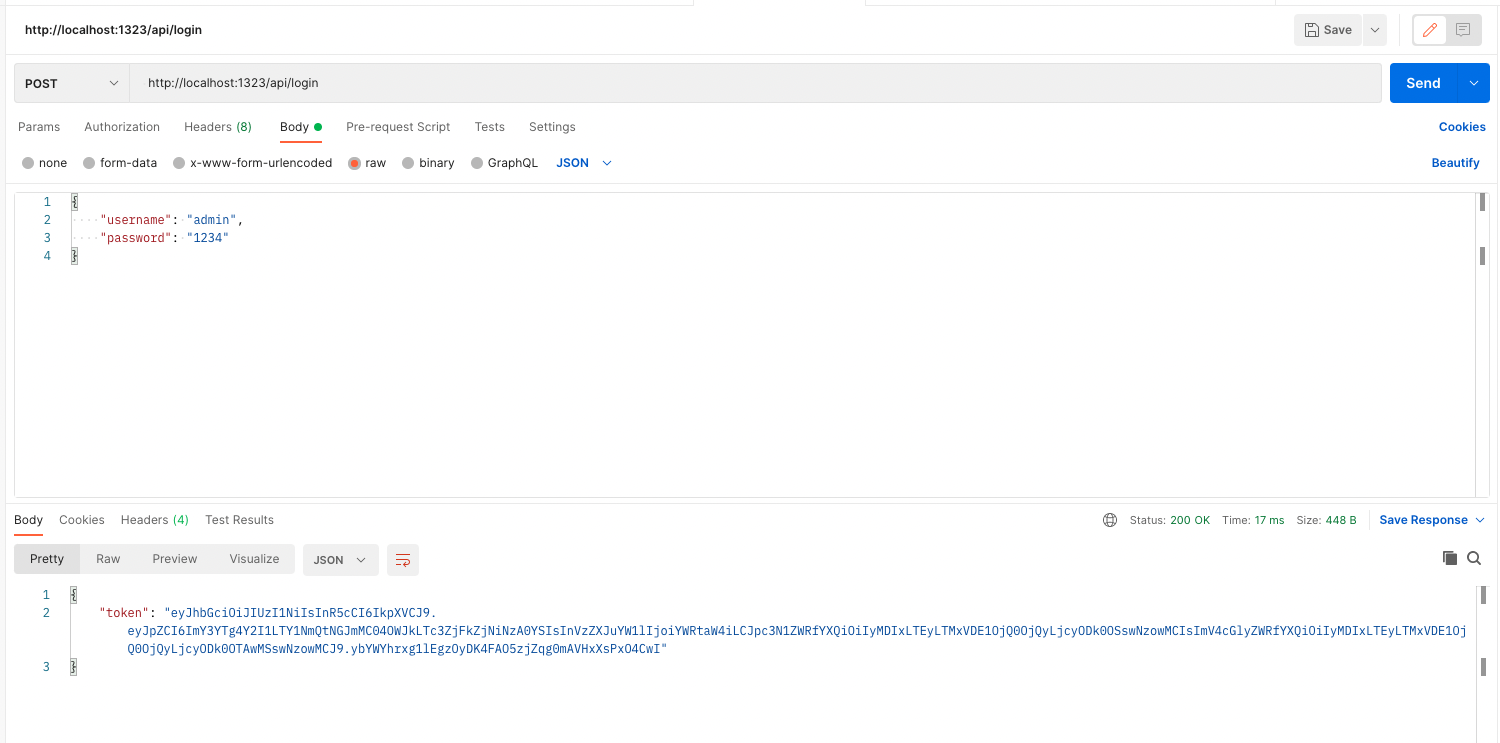 http://localhost:1323/api/login
Save
POST
http://localhost:1323/api/login
Send
Params Authorization Headers (8) Body Pre-request Script Tests Settings Cookies
none form-data x-www-form-urlencoded raw binary GraphQL JSON Beautify
1 {
2 ····"username":·"admin",
3 ····"password":·"1234"
4 }
Body Cookies Headers (4) Test Results Status: 200 OK Time: 17 ms Size: 448 B Save Response
Pretty Raw Preview Visualize JSON
1 {
2 "token": "eyJhbGciOiJIUzI1NiIsInR5cCI6IkpXVCJ9.
eyJpZCI6ImY3YTg4Y2I1LTY1NmQtNGJmMC04OWJkLTc3ZjFkZjNiNzA0YSIsInVzZXJuYW1lIjoiYWRtaW4iLCJpc3N1ZWRfYXQiOiIyMDIxLTEyLTMxVDE1OjQ0OjQyLjcyODk0OSswNzowMCIsImV4cGlyZWRfYXQiOiIyMDIxLTEyLTMxVDE1Oj
Q0OjQyLjcyODk0OTAwMSswNzowMCJ9.ybYWYhrxg1lEgzOyDK4FAO5zjZqg0mAVHxXsPxO4CwI"
3 }